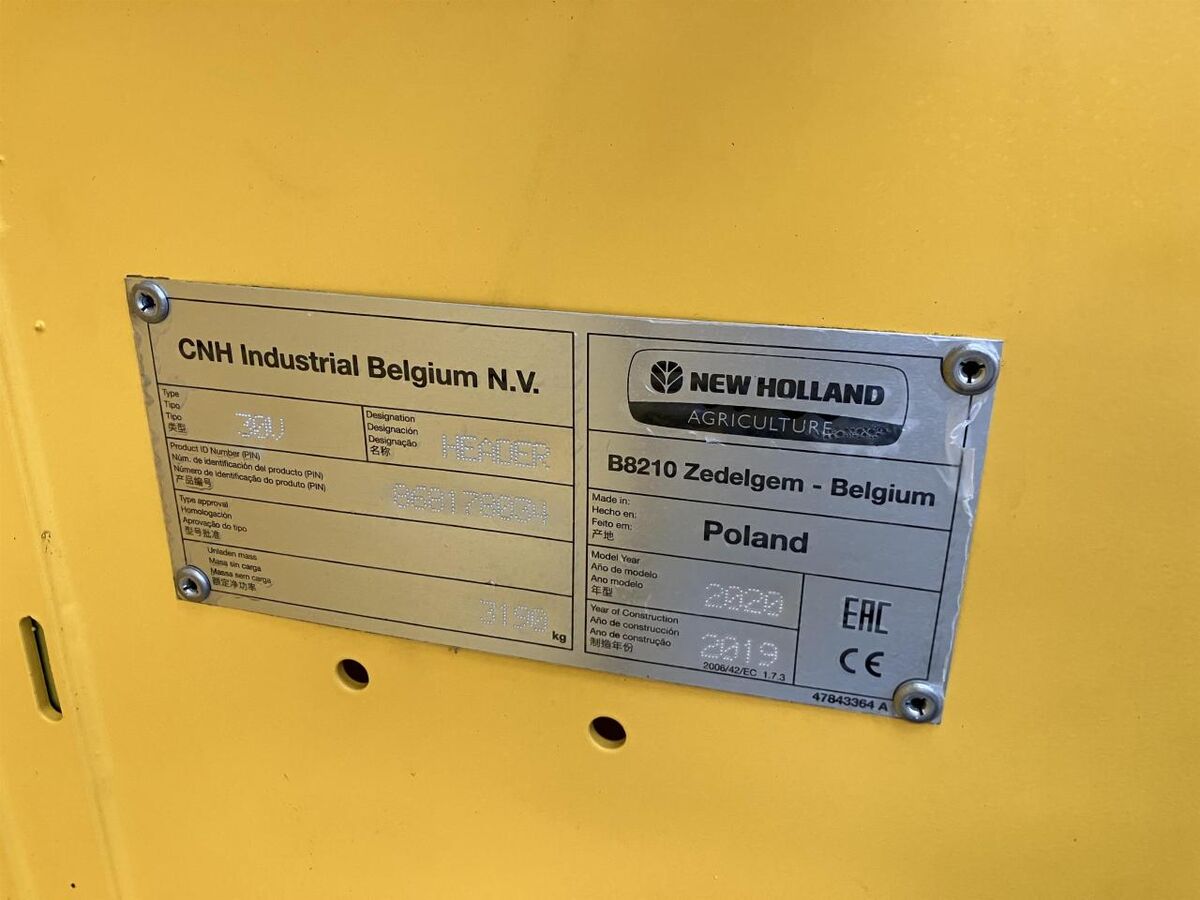 CNH Industrial Belgium N.V.
Type
Tipo
Tipo
类型
30V
Designation
Designación
Designação
名称
HEADER
Product ID Number (PIN)
Núm. de identificación del producto (PIN)
Número de identificação do produto (PIN)
产品编号
068178034
Type approval
Homologación
Aprovação do tipo
型号批准
Unladen mass
Masa sin carga
Massa sem carga
额定净功率
3190 kg
NEW HOLLAND
AGRICULTURE
B8210 Zedelgem - Belgium
Made in:
Hecho en:
Feito em:
产地
Poland
Model Year
Año de modelo
Ano modelo
年型
2020
Year of Construction
Año de construcción
Ano de construção
制造年份
2019
2006/42/EC 1.7.3
EAC
CE
47843364 A